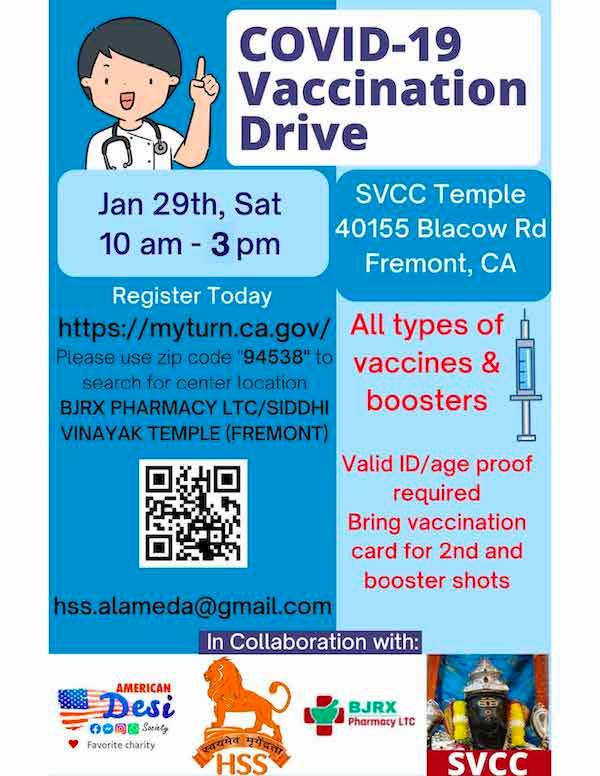 COVID-19
Vaccination
Drive
Jan 29th, Sat
10 am - 3 pm
SVCC Temple
40155 Blacow Rd
Fremont, CA
Register Today
https://myturn.ca.gov/
Please use zip code "94538" to
search for center location
BJRX PHARMACY LTC/SIDDHI
VINAYAK TEMPLE (FREMONT)
All types of
vaccines &
boosters
Valid ID/age proof
required
Bring vaccination
card for 2nd and
booster shots
hss.alameda@gmail.com
In Collaboration with:
AMERICAN
Desi
Society
Favorite charity
स्वयमेव मृगेंद्रता
HSS
BJRX
Pharmacy LTC
SVCC